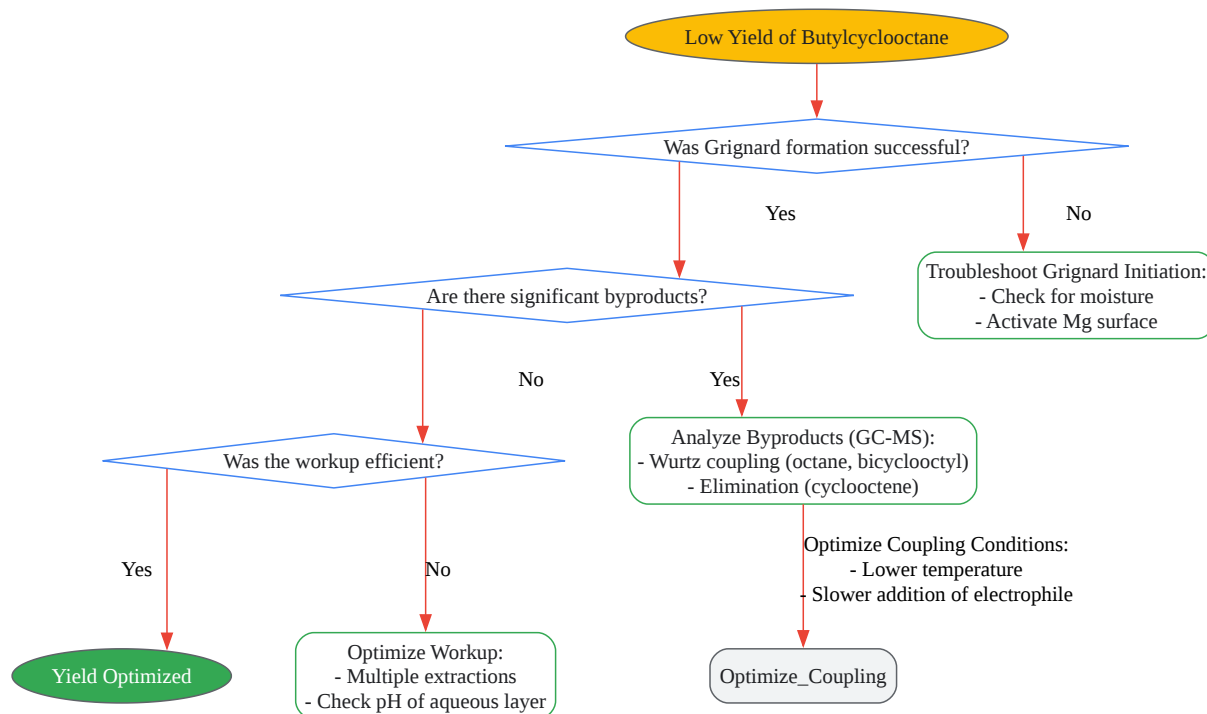 Low Yield of Butylcyclooctane
Was Grignard formation successful?
Yes
No
Troubleshoot Grignard Initiation:
- Check for moisture
- Activate Mg surface
Are there significant byproducts?
No
Yes
Was the workup efficient?
Analyze Byproducts (GC-MS):
- Wurtz coupling (octane, bicyclooctyl)
- Elimination (cyclooctene)
Yes
No
Optimize Coupling Conditions:
- Lower temperature
- Slower addition of electrophile
Yield Optimized
Optimize Workup:
- Multiple extractions
- Check pH of aqueous layer
Optimize_Coupling